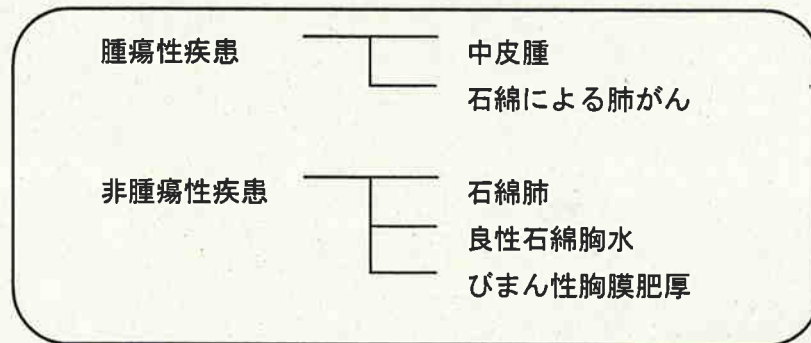 腫瘍性疾患 中皮腫
石綿による肺がん
非腫瘍性疾患 石綿肺
良性石綿胸水
びまん性胸膜肥厚